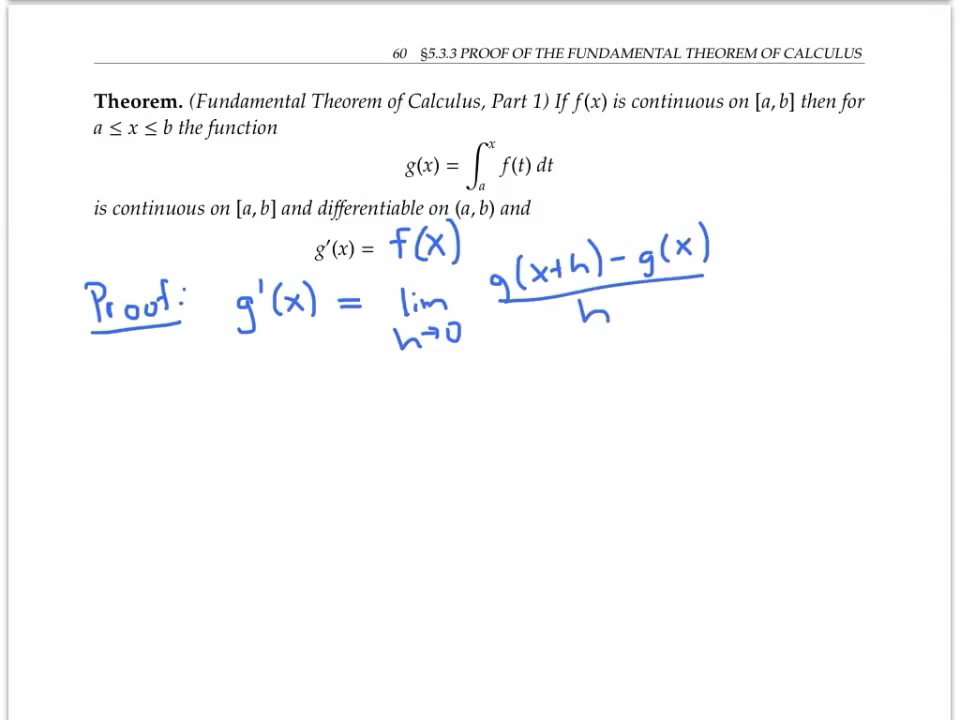 60 §5.3.3 PROOF OF THE FUNDAMENTAL THEOREM OF CALCULUS
Theorem. (Fundamental Theorem of Calculus, Part 1) If f(x) is continuous on [a, b] then for
a ≤ x ≤ b the function
g(x) = ∫_a^x f(t) dt
is continuous on [a, b] and differentiable on (a, b) and
g′(x) = f(x)
Proof: g'(x) = lim_{h→0} (g(x+h) - g(x))/h